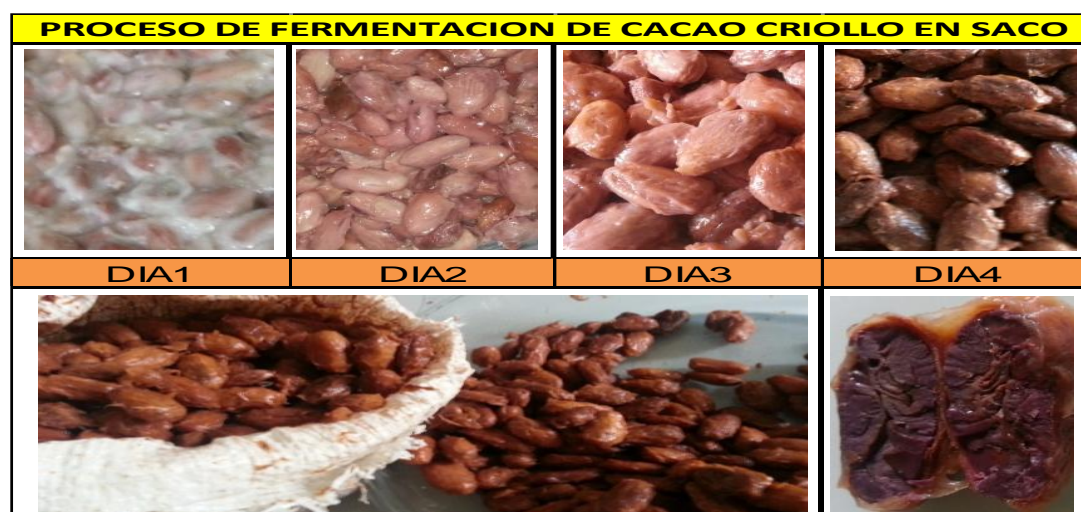 PROCESO DE FERMENTACION DE CACAO CRIOLLO EN SACO
DIA1 DIA2 DIA3 DIA4